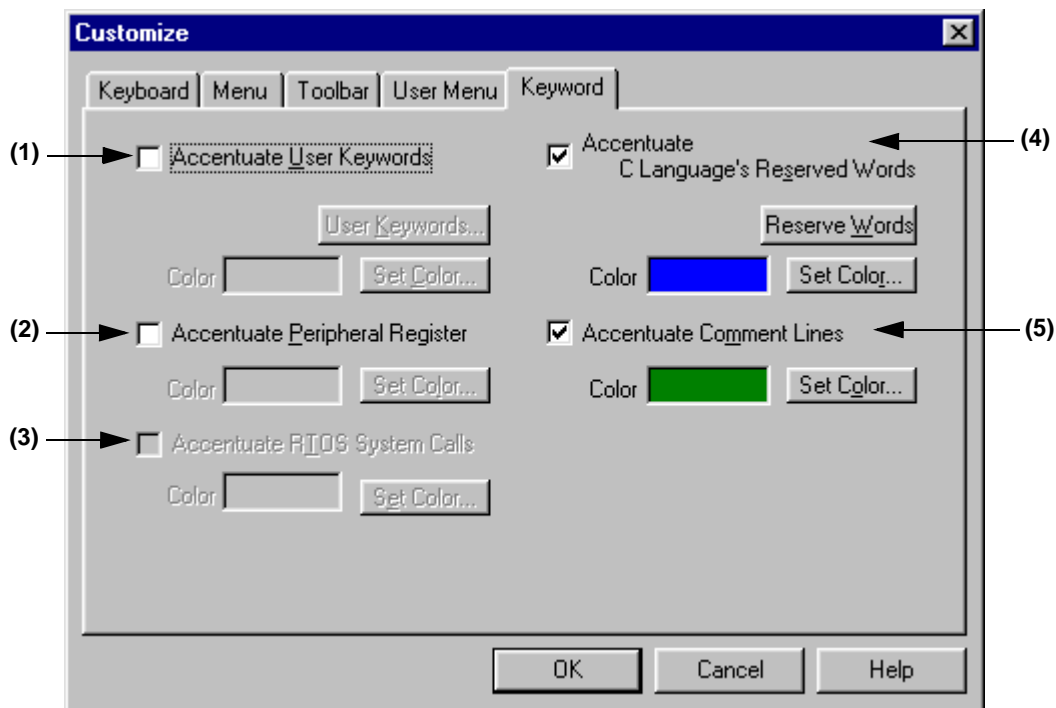 Customize
Keyboard Menu Toolbar User Menu Keyword
(1) Accentuate User Keywords
Accentuate
C Language's Reserved Words (4)
User Keywords... Reserve Words
Color Set Color... Color Set Color...
(2) Accentuate Peripheral Register Accentuate Comment Lines (5)
Color Set Color... Color Set Color...
(3) Accentuate RTOS System Calls
Color Set Color...
OK Cancel Help